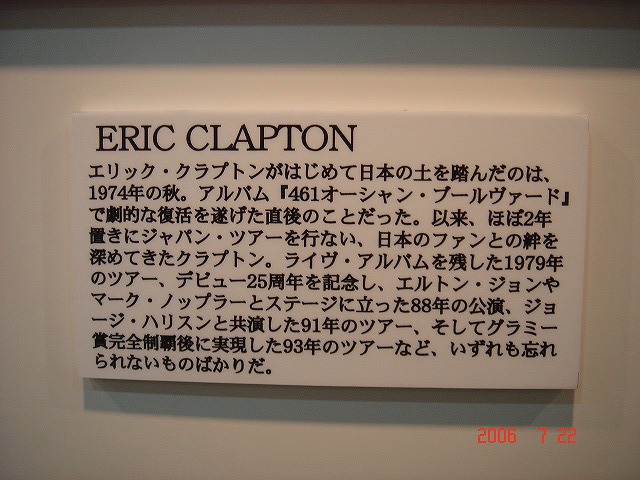 ERIC CLAPTON
エリック・クラプトンがはじめて日本の土を踏んだのは、
1974年の秋。アルバム『461オーシャン・ブールヴァード』
で劇的な復活を遂げた直後のことだった。以来、ほぼ2年
置きにジャパン・ツアーを行ない、日本のファンとの絆を
深めてきたクラプトン。ライヴ・アルバムを残した1979年
のツアー、デビュー25周年を記念し、エルトン・ジョンや
マーク・ノップラーとステージに立った88年の公演、ジョ
ージ・ハリスンと共演した91年のツアー、そしてグラミー
賞完全制覇後に実現した93年のツアーなど、いずれも忘れ
られないものばかりだ。
2006 7 22